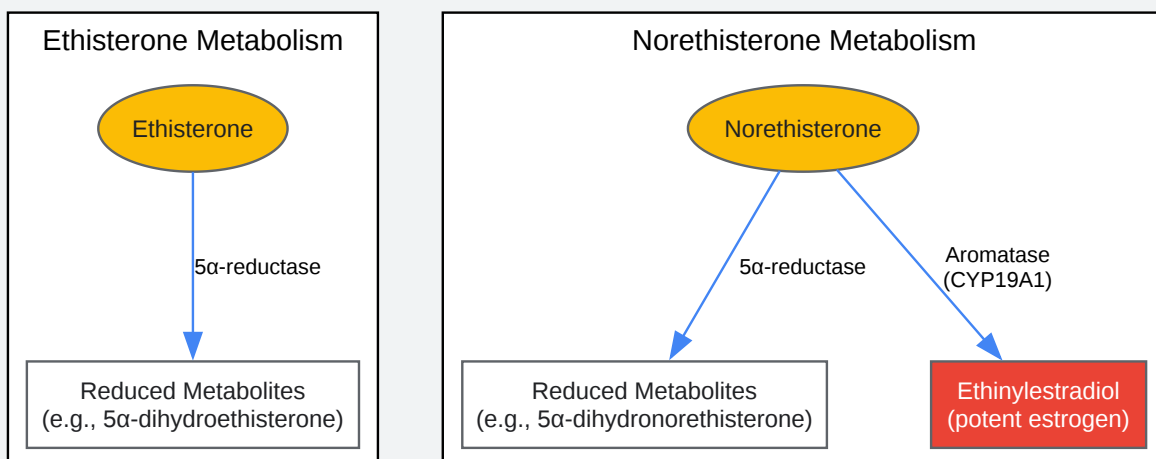 Ethisterone Metabolism
Ethisterone
5α-reductase
Reduced Metabolites
(e.g., 5α-dihydroethisterone)
Norethisterone Metabolism
Norethisterone
5α-reductase
Aromatase
(CYP19A1)
Reduced Metabolites
(e.g., 5α-dihydronorethisterone)
Ethinylestradiol
(potent estrogen)